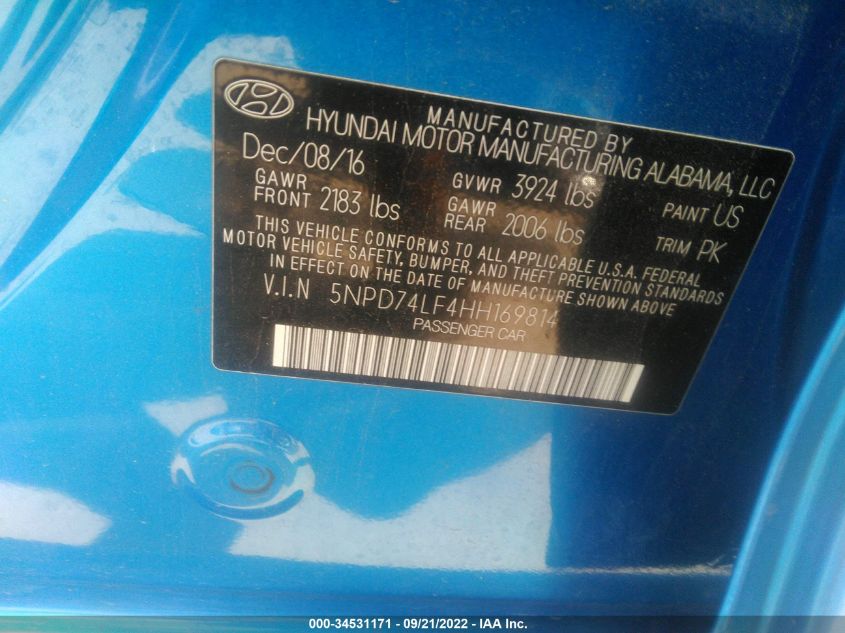 MANUFACTURED BY
HYUNDAI MOTOR MANUFACTURING ALABAMA, LLC
Dec/08/16
GAWR FRONT 2183 lbs
GVWR 3924 lbs
GAWR REAR 2006 lbs
PAINT US
TRIM PK
THIS VEHICLE CONFORMS TO ALL APPLICABLE U.S.A. FEDERAL
MOTOR VEHICLE SAFETY, BUMPER, AND THEFT PREVENTION STANDARDS
IN EFFECT ON THE DATE OF MANUFACTURE SHOWN ABOVE
V.I.N 5NPD74LF4HH169814
PASSENGER CAR
000-34531171 - 09/21/2022 - IAA Inc.